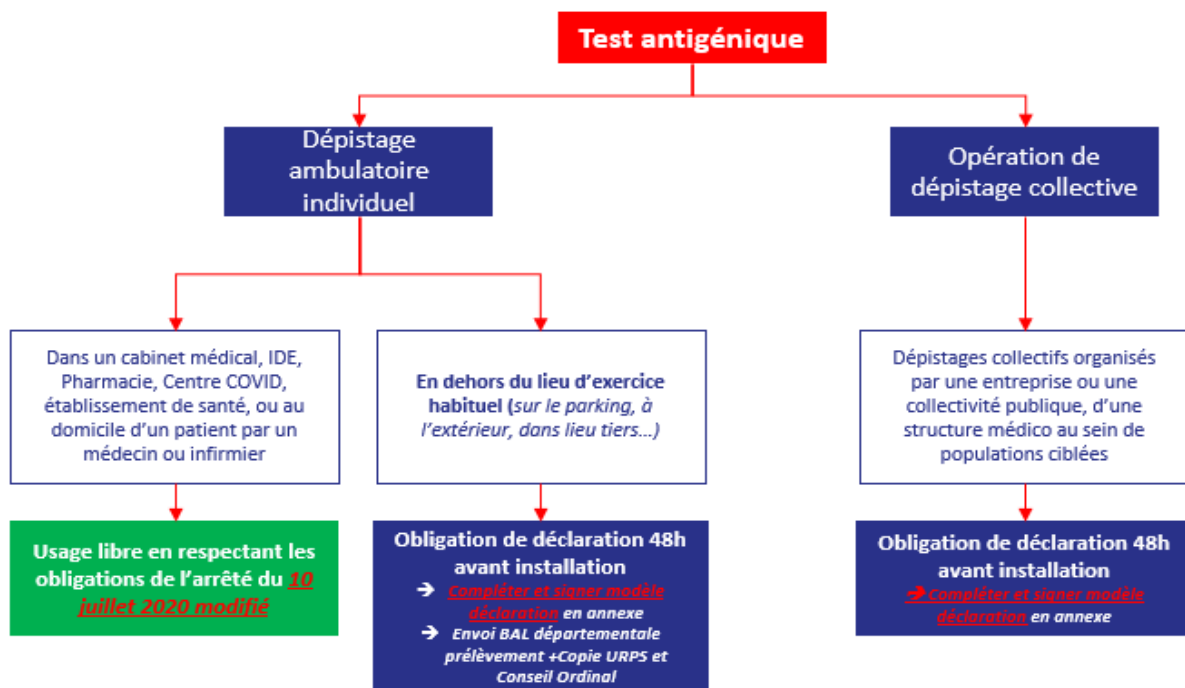 Test antigénique
Dépistage
ambulatoire
individuel
Opération de
dépistage collective
Dans un cabinet médical, IDE,
Pharmacie, Centre COVID,
établissement de santé, ou au
domicile d’un patient par un
médecin ou infirmier
En dehors du lieu d’exercice
habituel (sur le parking, à
l’extérieur, dans lieu tiers...)
Dépistages collectifs organisés
par une entreprise ou une
collectivité publique, d’une
structure médico au sein de
populations ciblées
Usage libre en respectant les
obligations de l’arrêté du 10
juillet 2020 modifié
Obligation de déclaration 48h
avant installation
➔ Compléter et signer modèle
déclaration en annexe
➔ Envoi BAL départementale
prélèvement +Copie URPS et
Conseil Ordinal
Obligation de déclaration 48h
avant installation
➔ Compléter et signer modèle
déclaration en annexe